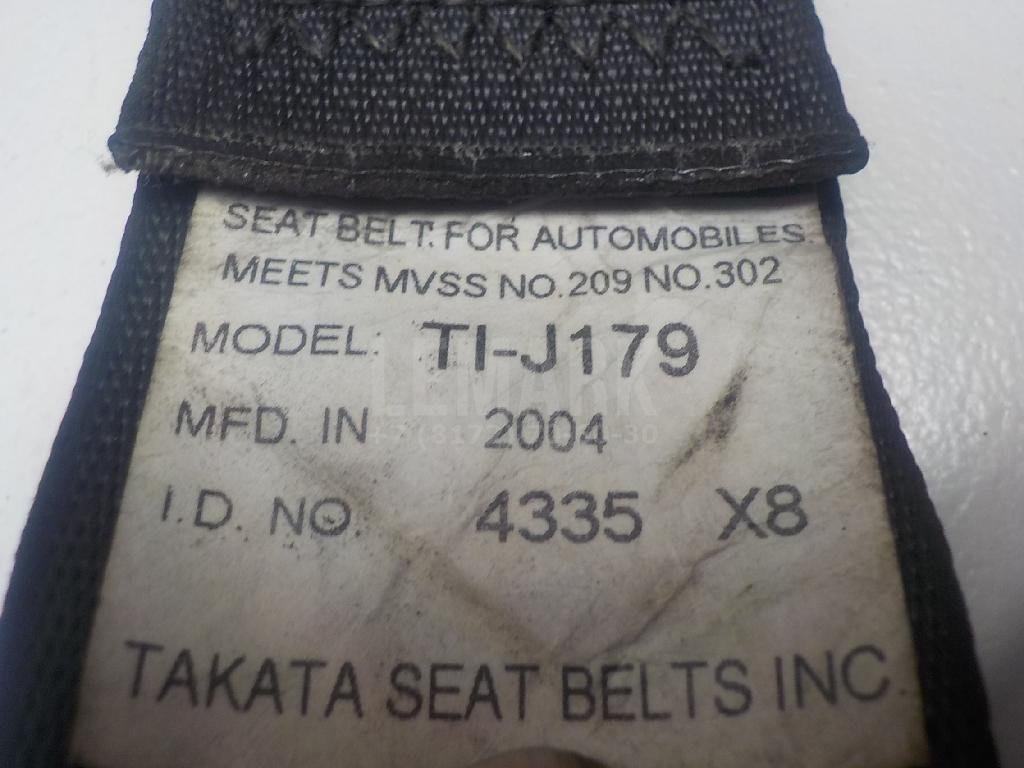 SEAT BELT. FOR AUTOMOBILES.
MEETS MVSS NO.209 NO.302
MODEL. TI-J179
LEMARK
MFD. IN 2004
I.D. NO. 4335 X8
TAKATA SEAT BELTS INC.